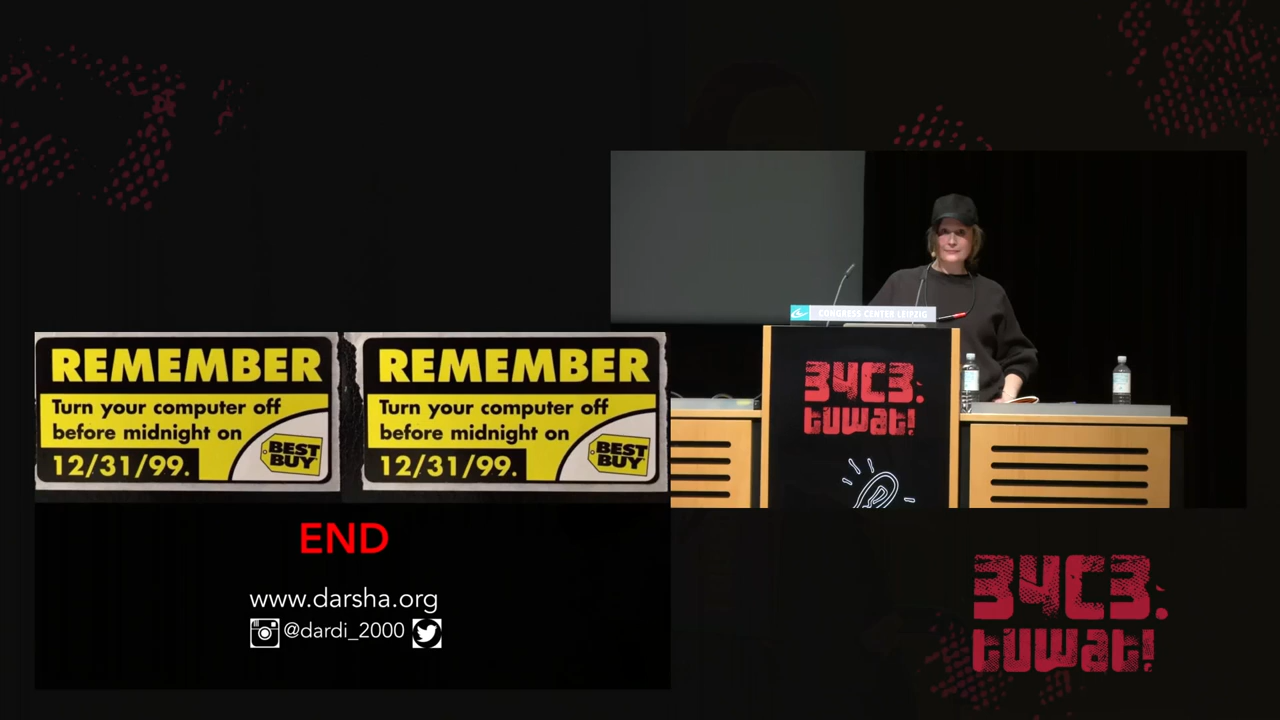 REMEMBER
Turn your computer off
before midnight on
12/31/99.
BEST
BUY
REMEMBER
Turn your computer off
before midnight on
12/31/99.
BEST
BUY
END
www.darsha.org
@dardi_2000
CONGRESS CENTER LEIPZIG
34C3:
tuwat!
34C3:
tuwat!